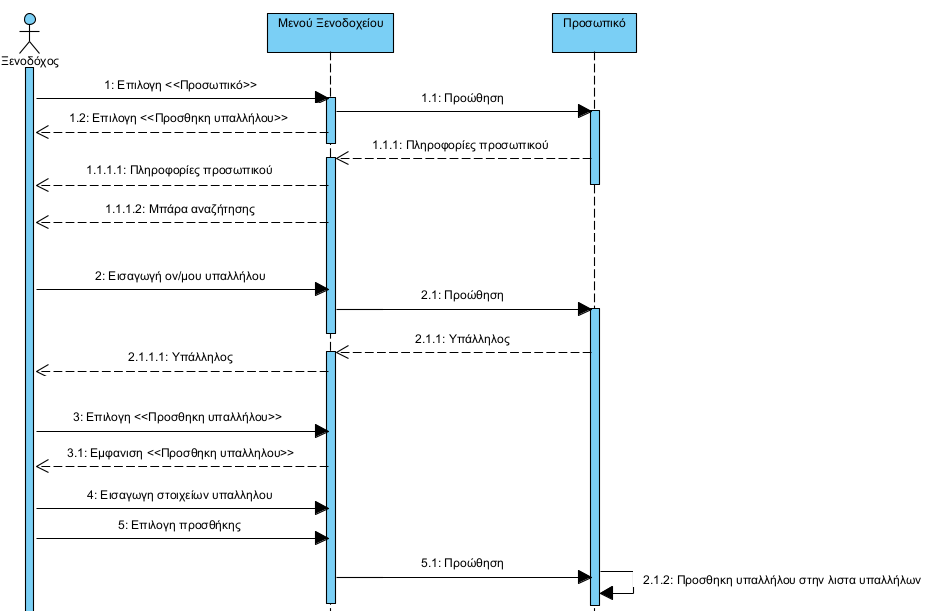 Μενού Ξενοδοχείου
Προσωπικό
Ξενοδόχος
1: Επιλογη <<Προσωπικό>>
1.1: Προώθηση
1.2: Επιλογη <<Προσθηκη υπαλλήλου>>
1.1.1: Πληροφορίες προσωπικού
1.1.1.1: Πληροφορίες προσωπικού
1.1.1.2: Μπάρα αναζήτησης
2: Εισαγωγή ον/μου υπαλλήλου
2.1: Προώθηση
2.1.1: Υπάλληλος
2.1.1.1: Υπάλληλος
3: Επιλογη <<Προσθηκη υπαλλήλου>>
3.1: Εμφανιση <<Προσθηκη υπαλληλου>>
4: Εισαγωγη στοιχείων υπαλληλου
5: Επιλογη προσθήκης
5.1: Προώθηση
2.1.2: Προσθηκη υπαλλήλου στην λιστα υπαλλήλων